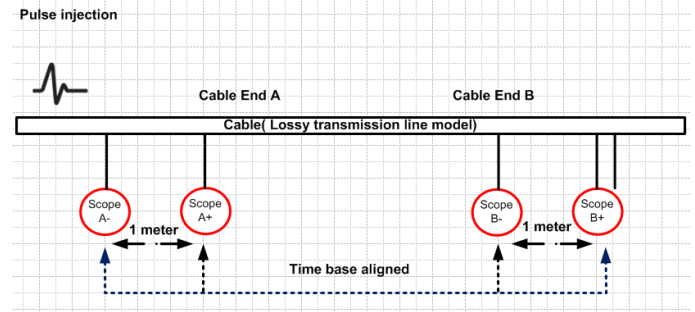 Pulse injection
Cable End A
Cable End B
Cable( Lossy transmission line model)
Scope
A-
Scope
A+
Scope
B-
Scope
B+
1 meter
1 meter
Time base aligned